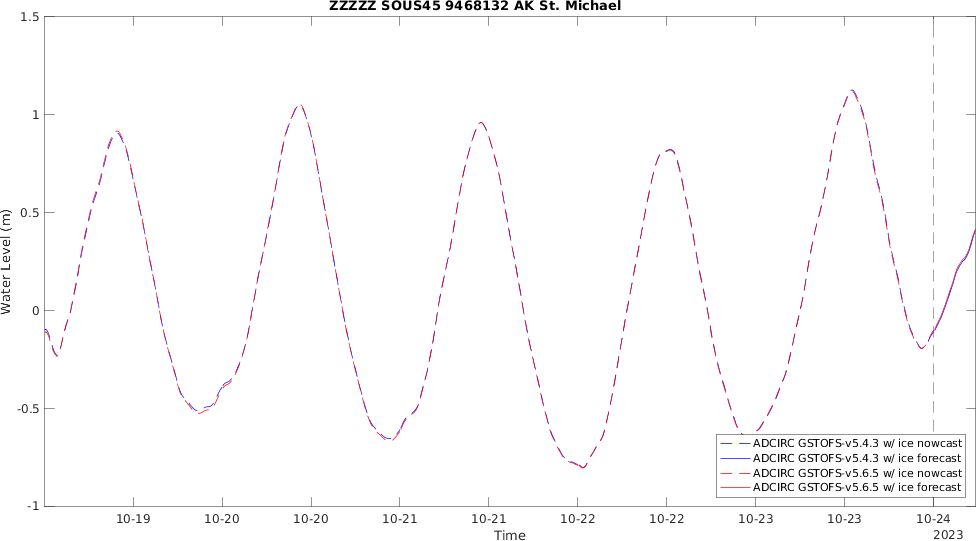 ZZZZZ SOUS45 9468132 AK St. Michael
1.5
1
0.5
0
-0.5
-1
Water Level (m)
10-19
10-20
10-20
10-21
10-21
10-22
10-22
10-23
10-23
10-24
2023
Time
ADCIRC GSTOFS-v5.4.3 w/ ice nowcast
ADCIRC GSTOFS-v5.4.3 w/ ice forecast
ADCIRC GSTOFS-v5.6.5 w/ ice nowcast
ADCIRC GSTOFS-v5.6.5 w/ ice forecast